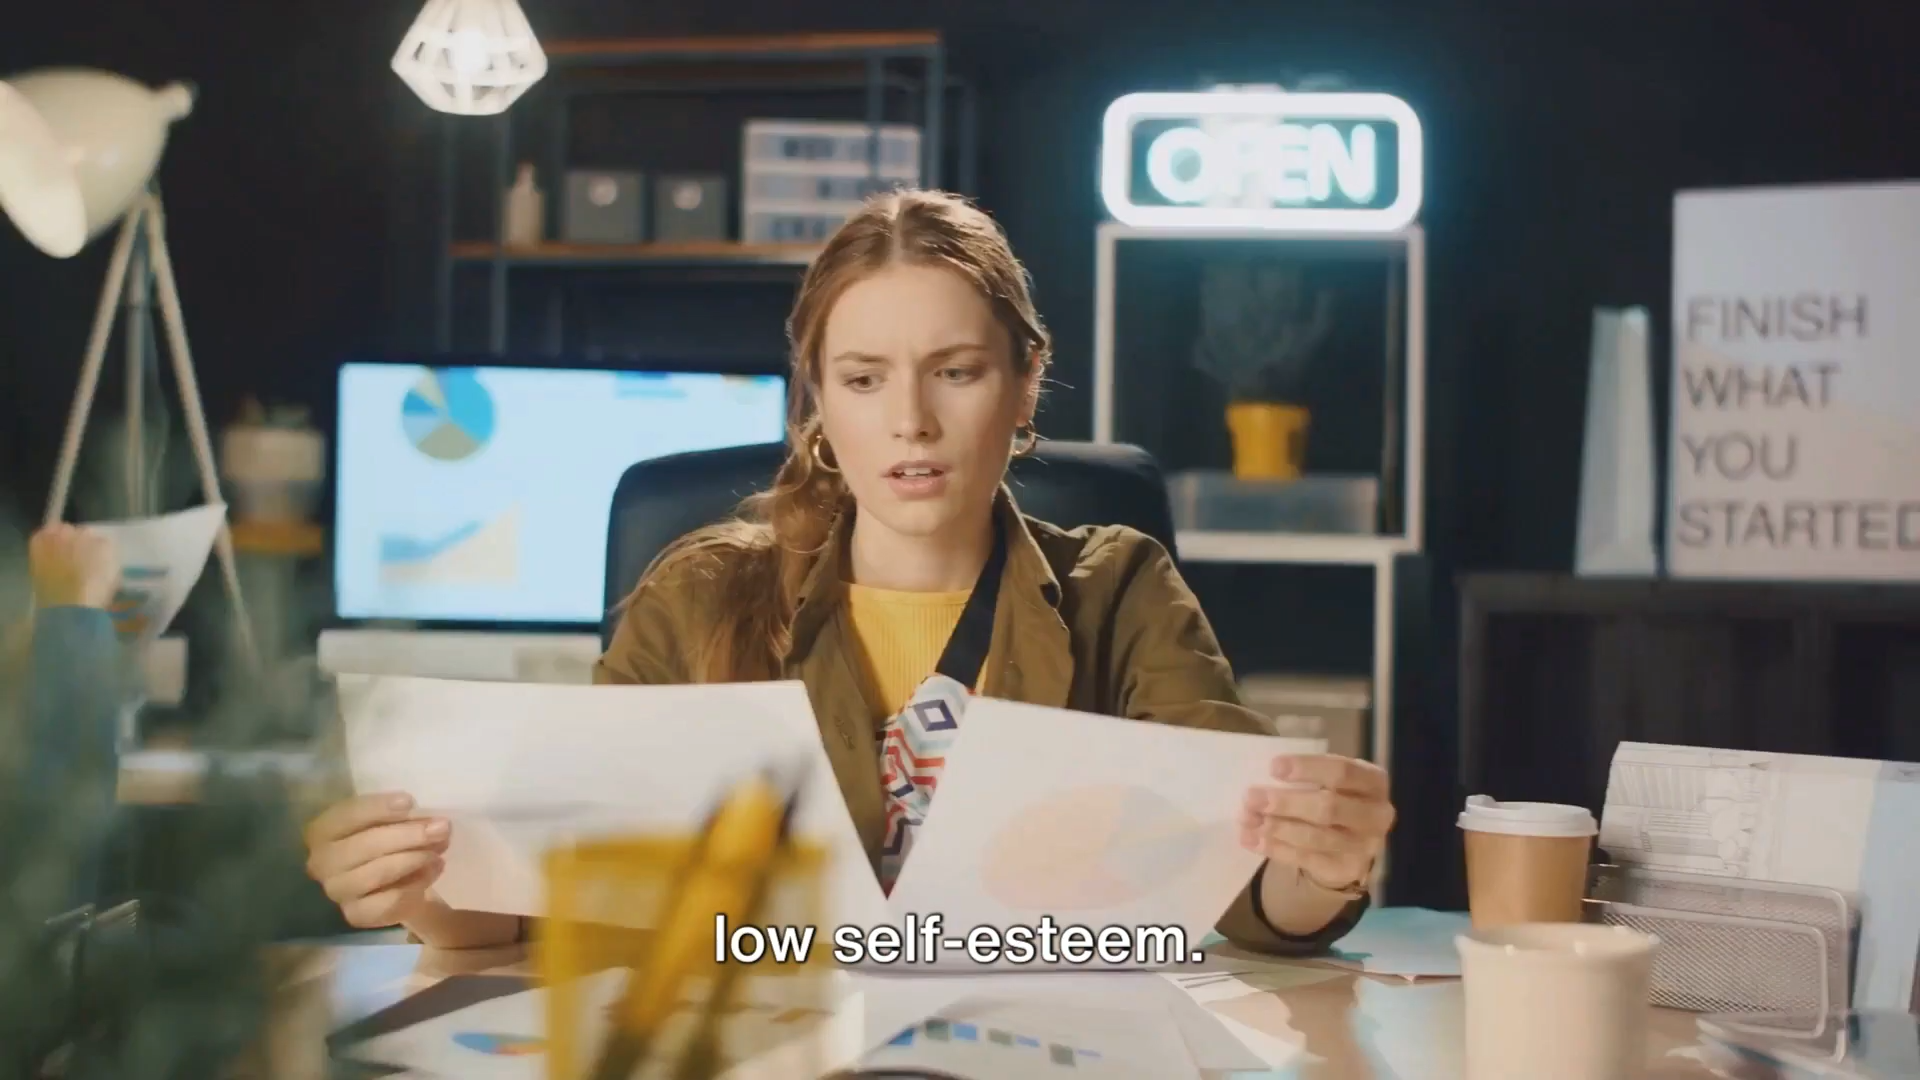 OPEN
FINISH
WHAT
YOU
STARTED
low self-esteem.